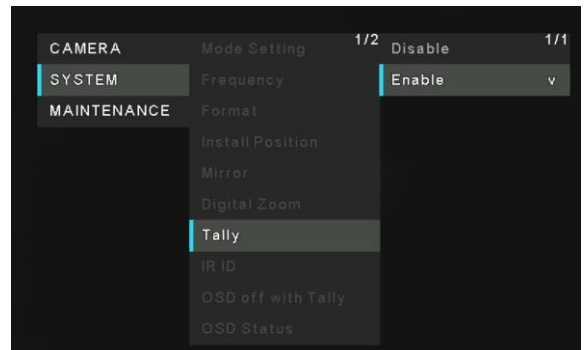 CAMERA
SYSTEM
MAINTENANCE
1/2
Mode Setting
Frequency
Format
Install Position
Mirror
Digital Zoom
Tally
IR ID
OSD off with Tally
OSD Status
1/1
Disable
Enable v